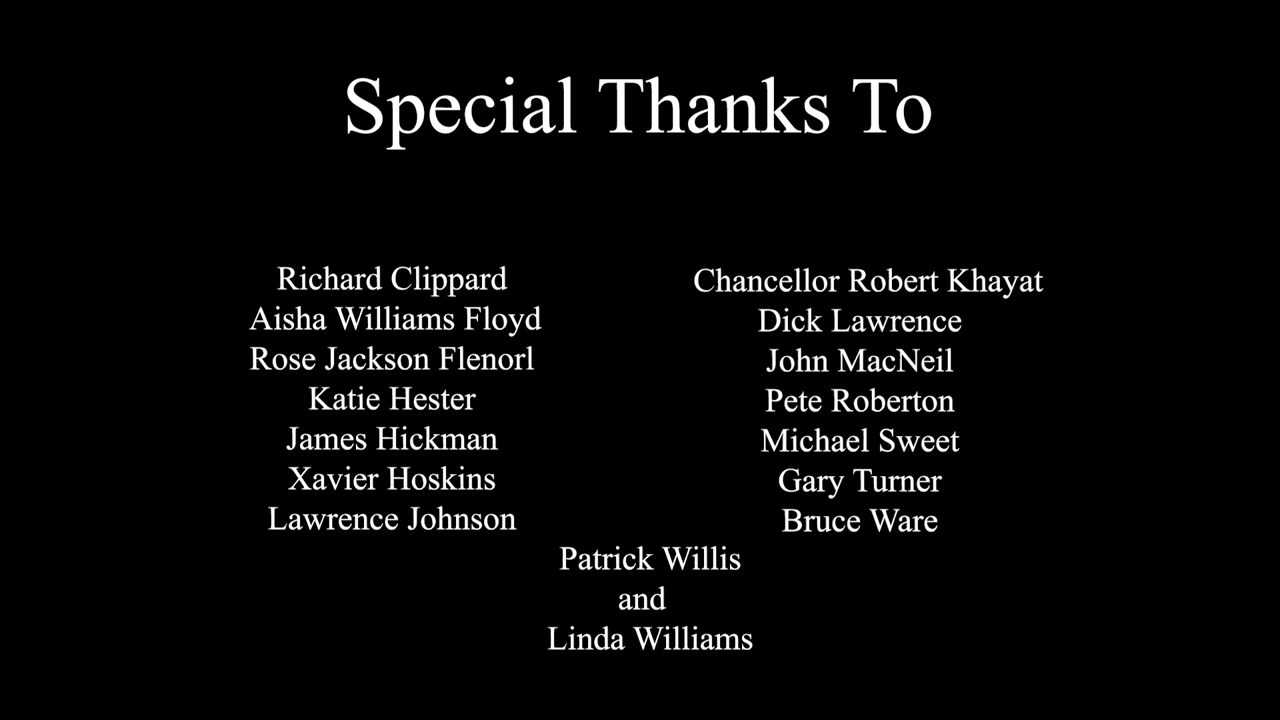 Special Thanks To
Richard Clippard
Aisha Williams Floyd
Rose Jackson Flenorl
Katie Hester
James Hickman
Xavier Hoskins
Lawrence Johnson
Chancellor Robert Khayat
Dick Lawrence
John MacNeil
Pete Roberton
Michael Sweet
Gary Turner
Bruce Ware
Patrick Willis
and
Linda Williams